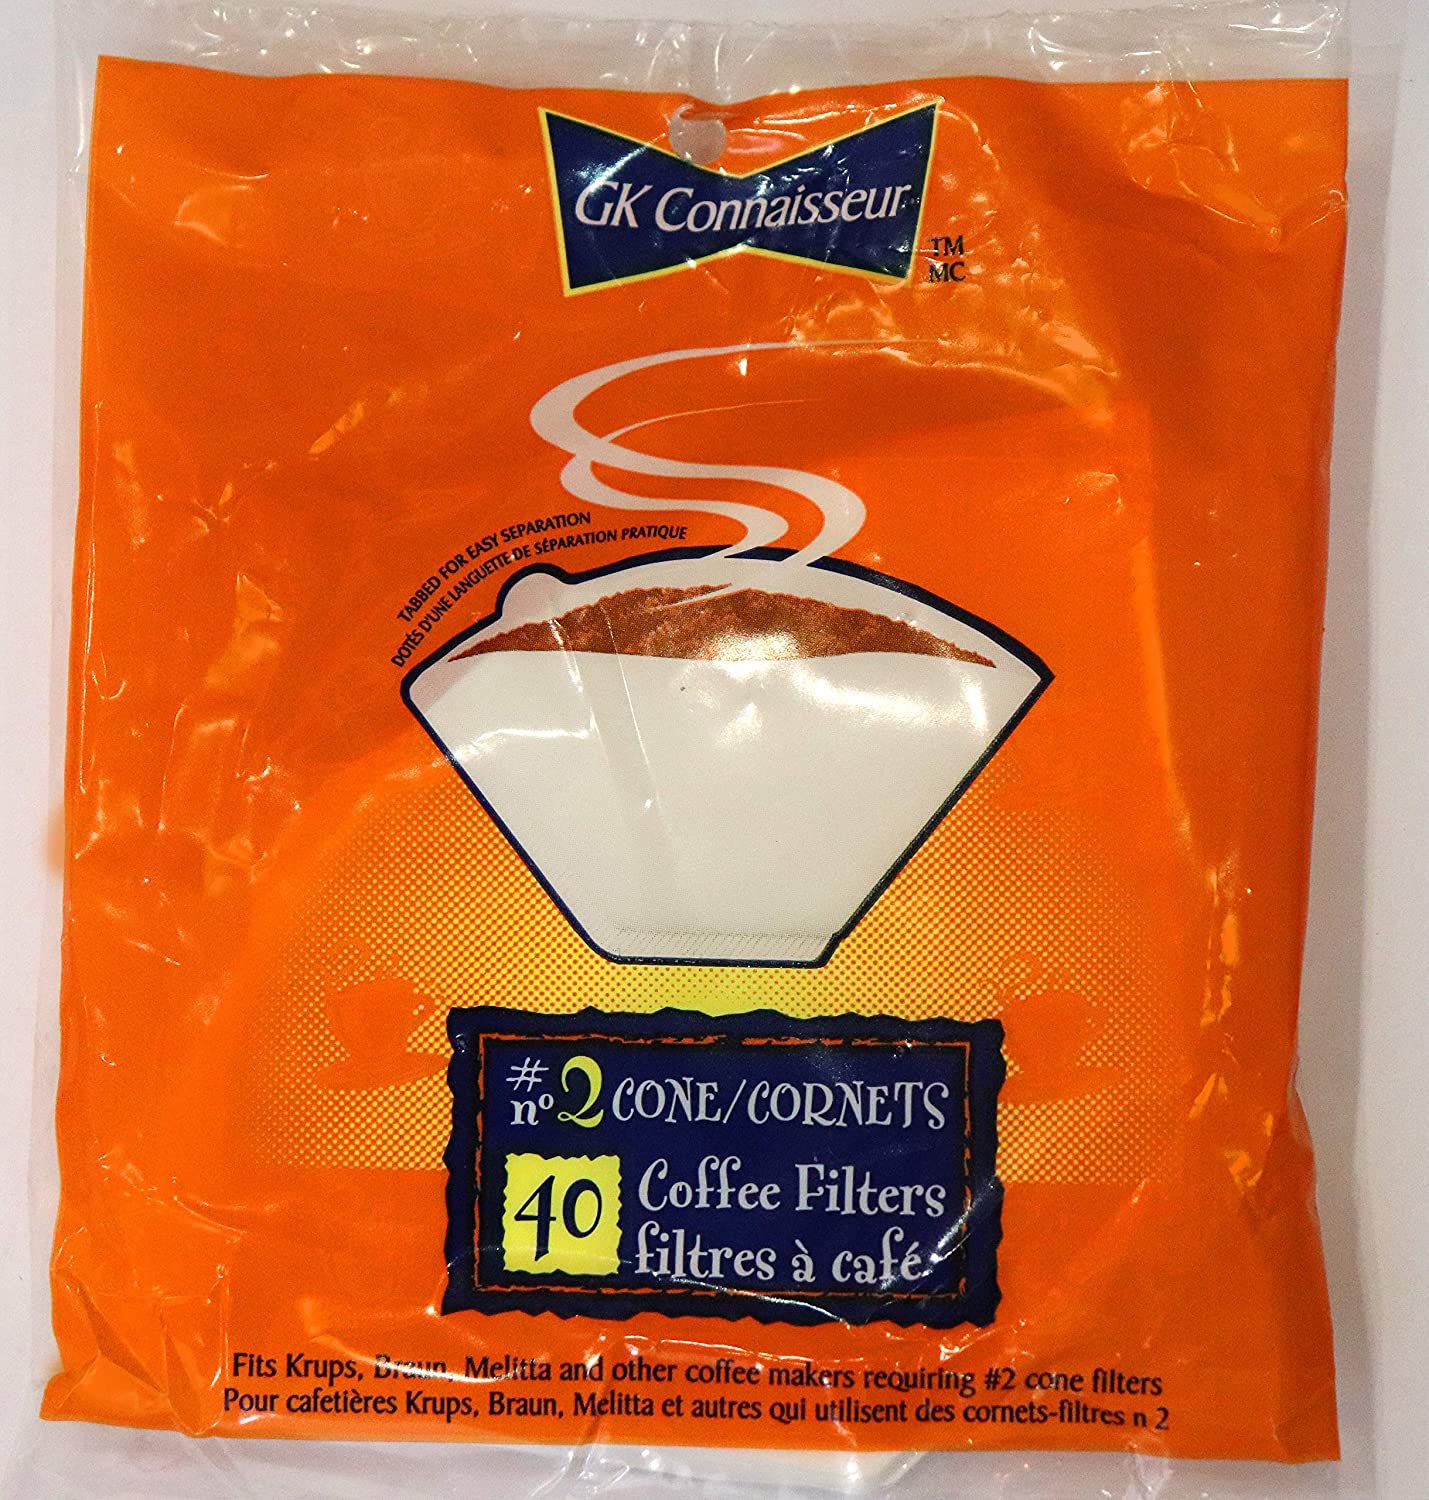 GK Connaisseur
TM
MC
TABBED FOR EASY SEPARATION
DOTÉS D'UNE LANGUETTE DE SÉPARATION PRATIQUE
# 
nº 2 CONE/CORNETS
40 Coffee Filters
filtres à café
Fits Krups, Braun, Melitta and other coffee makers requiring #2 cone filters
Pour cafetières Krups, Braun, Melitta et autres qui utilisent des cornets-filtres n 2